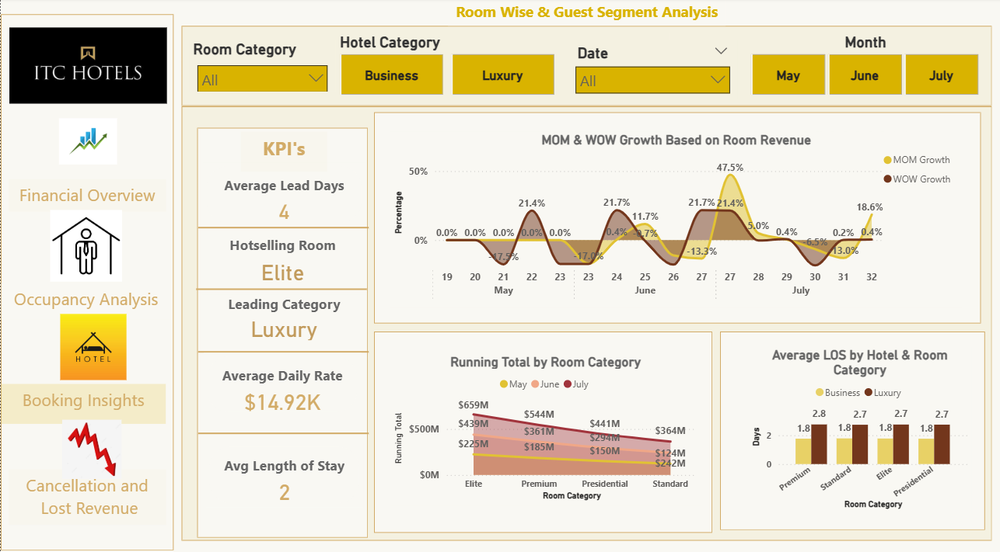 Room Wise & Guest Segment Analysis
ITC HOTELS
Financial Overview
Occupancy Analysis
HOTEL
Booking Insights
Cancellation and
Lost Revenue
Room Category
All
Hotel Category
Business
Luxury
Date
All
Month
May
June
July
KPI's
Average Lead Days
4
Hotselling Room
Elite
Leading Category
Luxury
Average Daily Rate
$14.92K
Avg Length of Stay
2
MOM & WOW Growth Based on Room Revenue
MOM Growth
WOW Growth
Percentage
50%
0%
47.5%
21.4% 21.7% 11.7% 21.7% 21.4% 5.0% 18.6%
0.0% 0.0% 0.0% 0.0% 0.0% 0.4% -0.7% 0.4% 0.2% 0.4%
-17.5% -17.0% -13.3% -6.5% 13.0%
19 20 21 22 23 23 24 25 26 27 27 28 29 30 31 32
May June July
Running Total by Room Category
May June July
Running Total
$500M
$0M
$659M $544M $441M $364M
$439M $361M $294M $124M
$225M $185M $150M $242M
Elite Premium Presidential Standard
Room Category
Average LOS by Hotel & Room
Category
Business Luxury
Days
2
0
1.8 2.8 1.8 2.7 1.8 2.7 1.8 2.7
Premium Standard Elite Presidential
Room Category